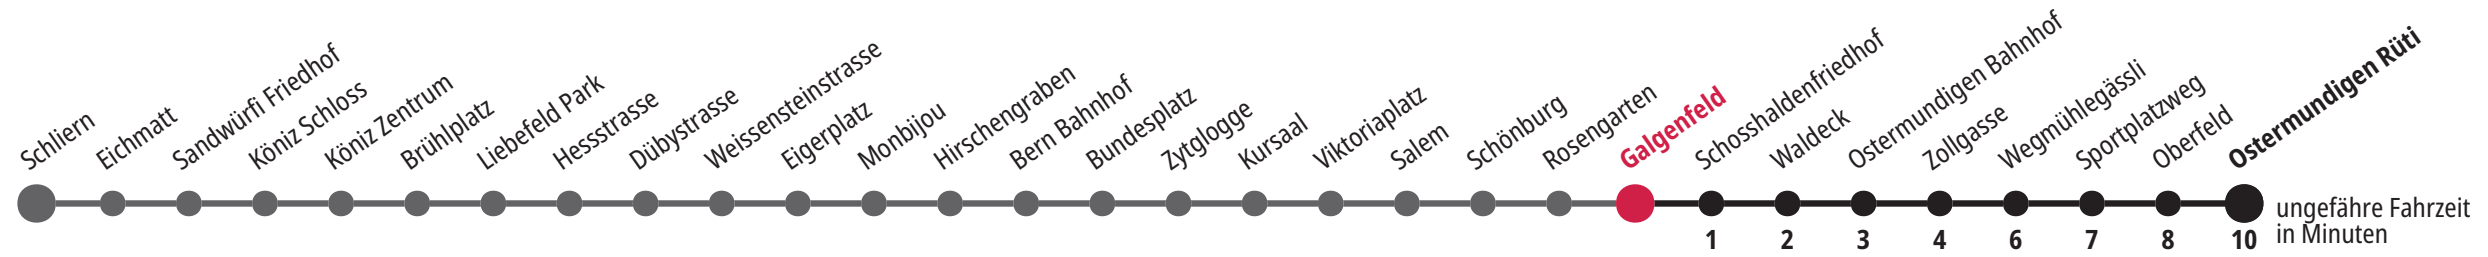 Schliern
Eichmatt
Sandwürfi Friedhof
Köniz Schloss
Köniz Zentrum
Brühlplatz
Liebefeld Park
Hessstrasse
Dübystrasse
Weissensteinstrasse
Eigerplatz
Monbijou
Hirschengraben
Bern Bahnhof
Bundesplatz
Zytglogge
Kursaal
Viktoriaplatz
Salem
Schönburg
Rosengarten
Galgenfeld
Schosshaldenfriedhof
Waldeck
Ostermundigen Bahnhof
Zollgasse
Wegmühlegässli
Sportplatzweg
Oberfeld
Ostermundigen Rüti
1 2 3 4 6 7 8 10
ungefähre Fahrzeit
in Minuten